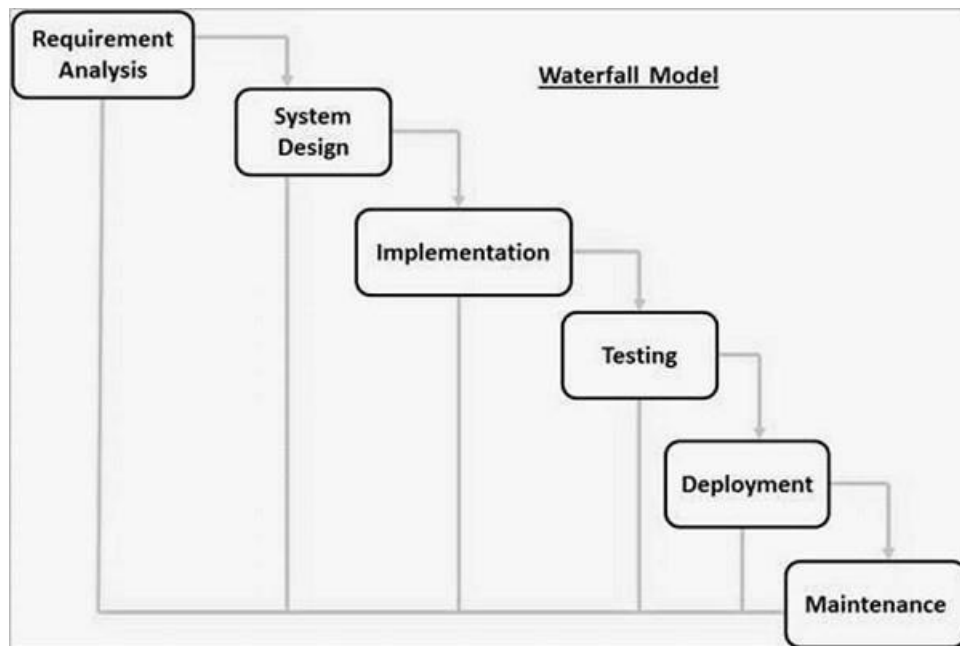 Requirement
Analysis
Waterfall Model
System
Design
Implementation
Testing
Deployment
Maintenance